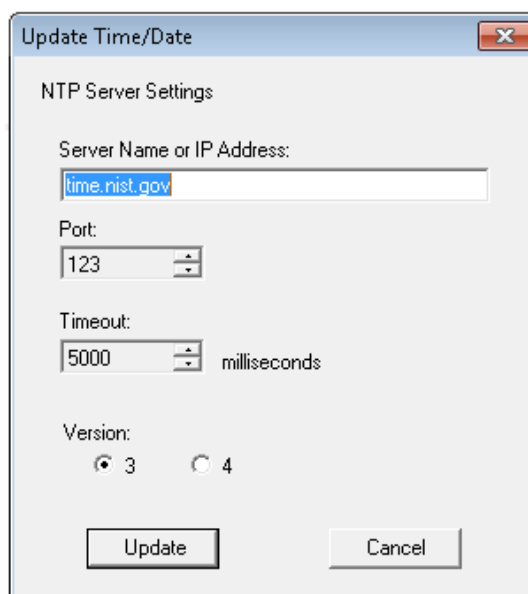 Update Time/Date
NTP Server Settings
Server Name or IP Address:
time.nist.gov
Port:
123
Timeout:
5000 milliseconds
Version:
3 4
Update Cancel